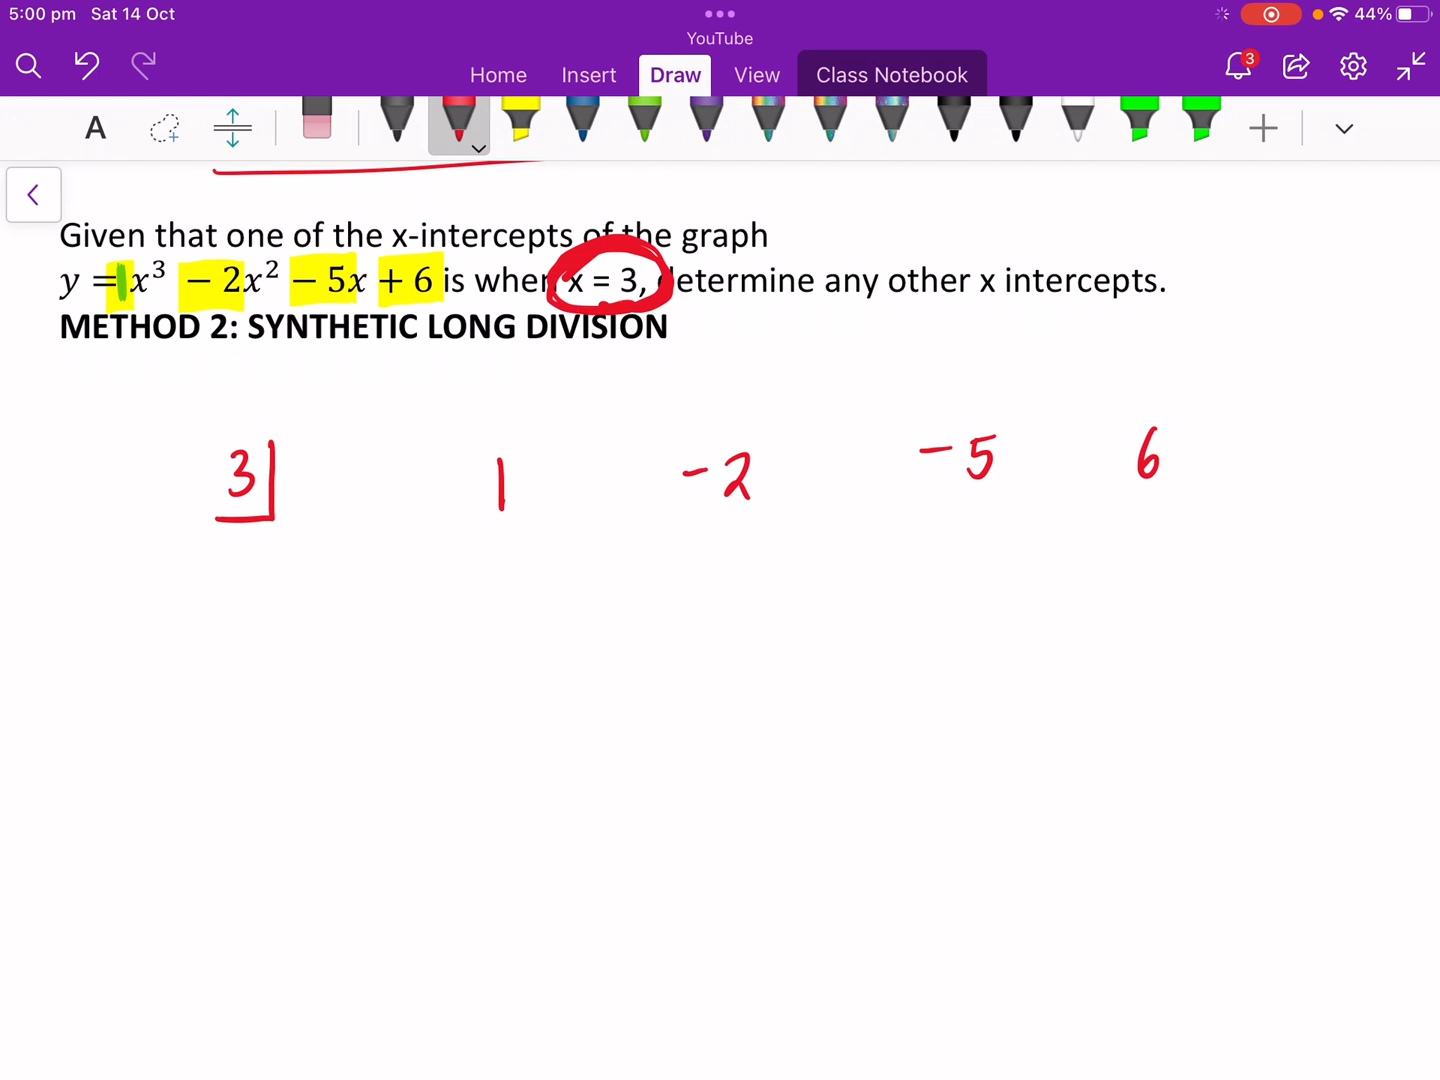 5:00 pm Sat 14 Oct
44%
YouTube
3
Home Insert Draw View Class Notebook
A
Given that one of the x-intercepts of the graph
y = 1x³ − 2x² − 5x + 6 is when x = 3, determine any other x intercepts.
METHOD 2: SYNTHETIC LONG DIVISION
3 1 -2 -5 6